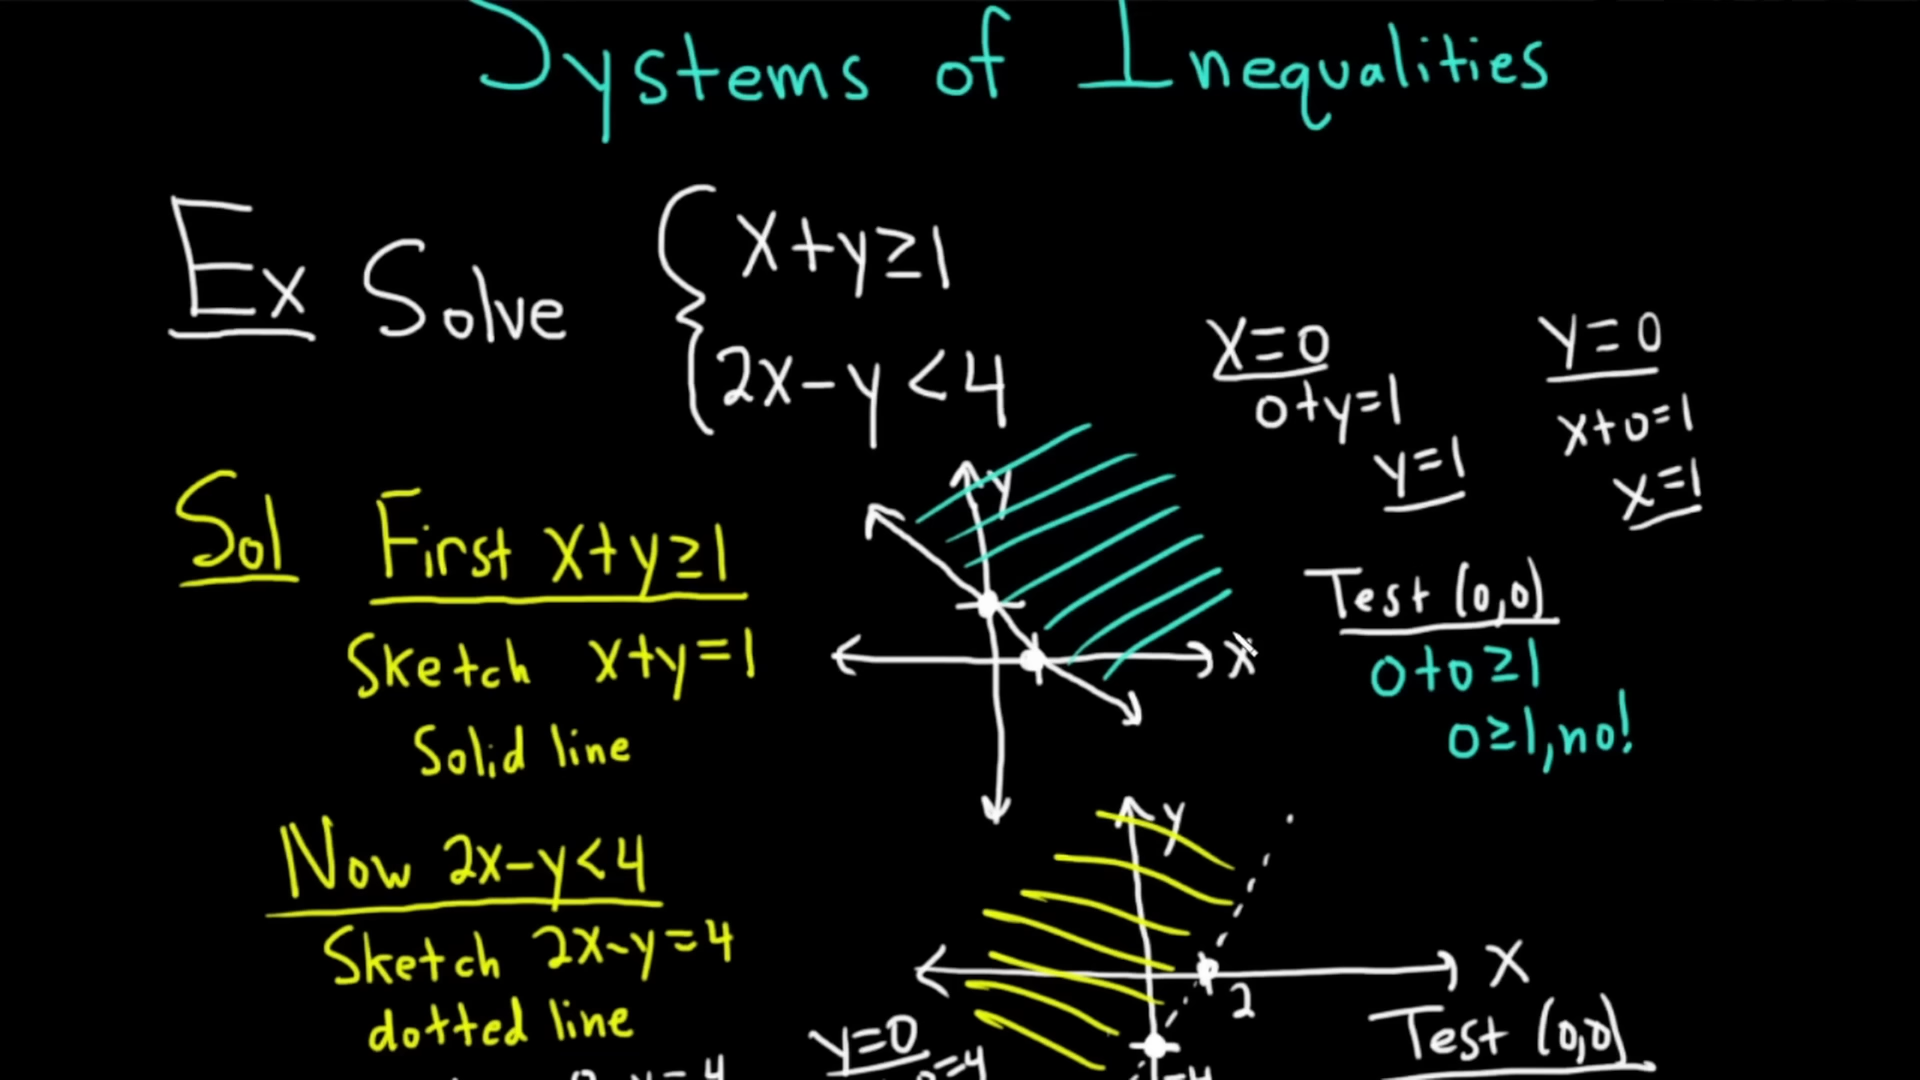 Systems of Inequalities
Ex Solve { x+y≥1
2x-y<4
x=0
0+y=1
y=1
y=0
x+0=1
x=1
Sol First x+y≥1
Sketch x+y=1
Solid line
y
x
Test (0,0)
0+0≥1
0≥1, no!
Now 2x-y<4
Sketch 2x-y=4
dotted line
y
x
2
y=0
Test (0,0)